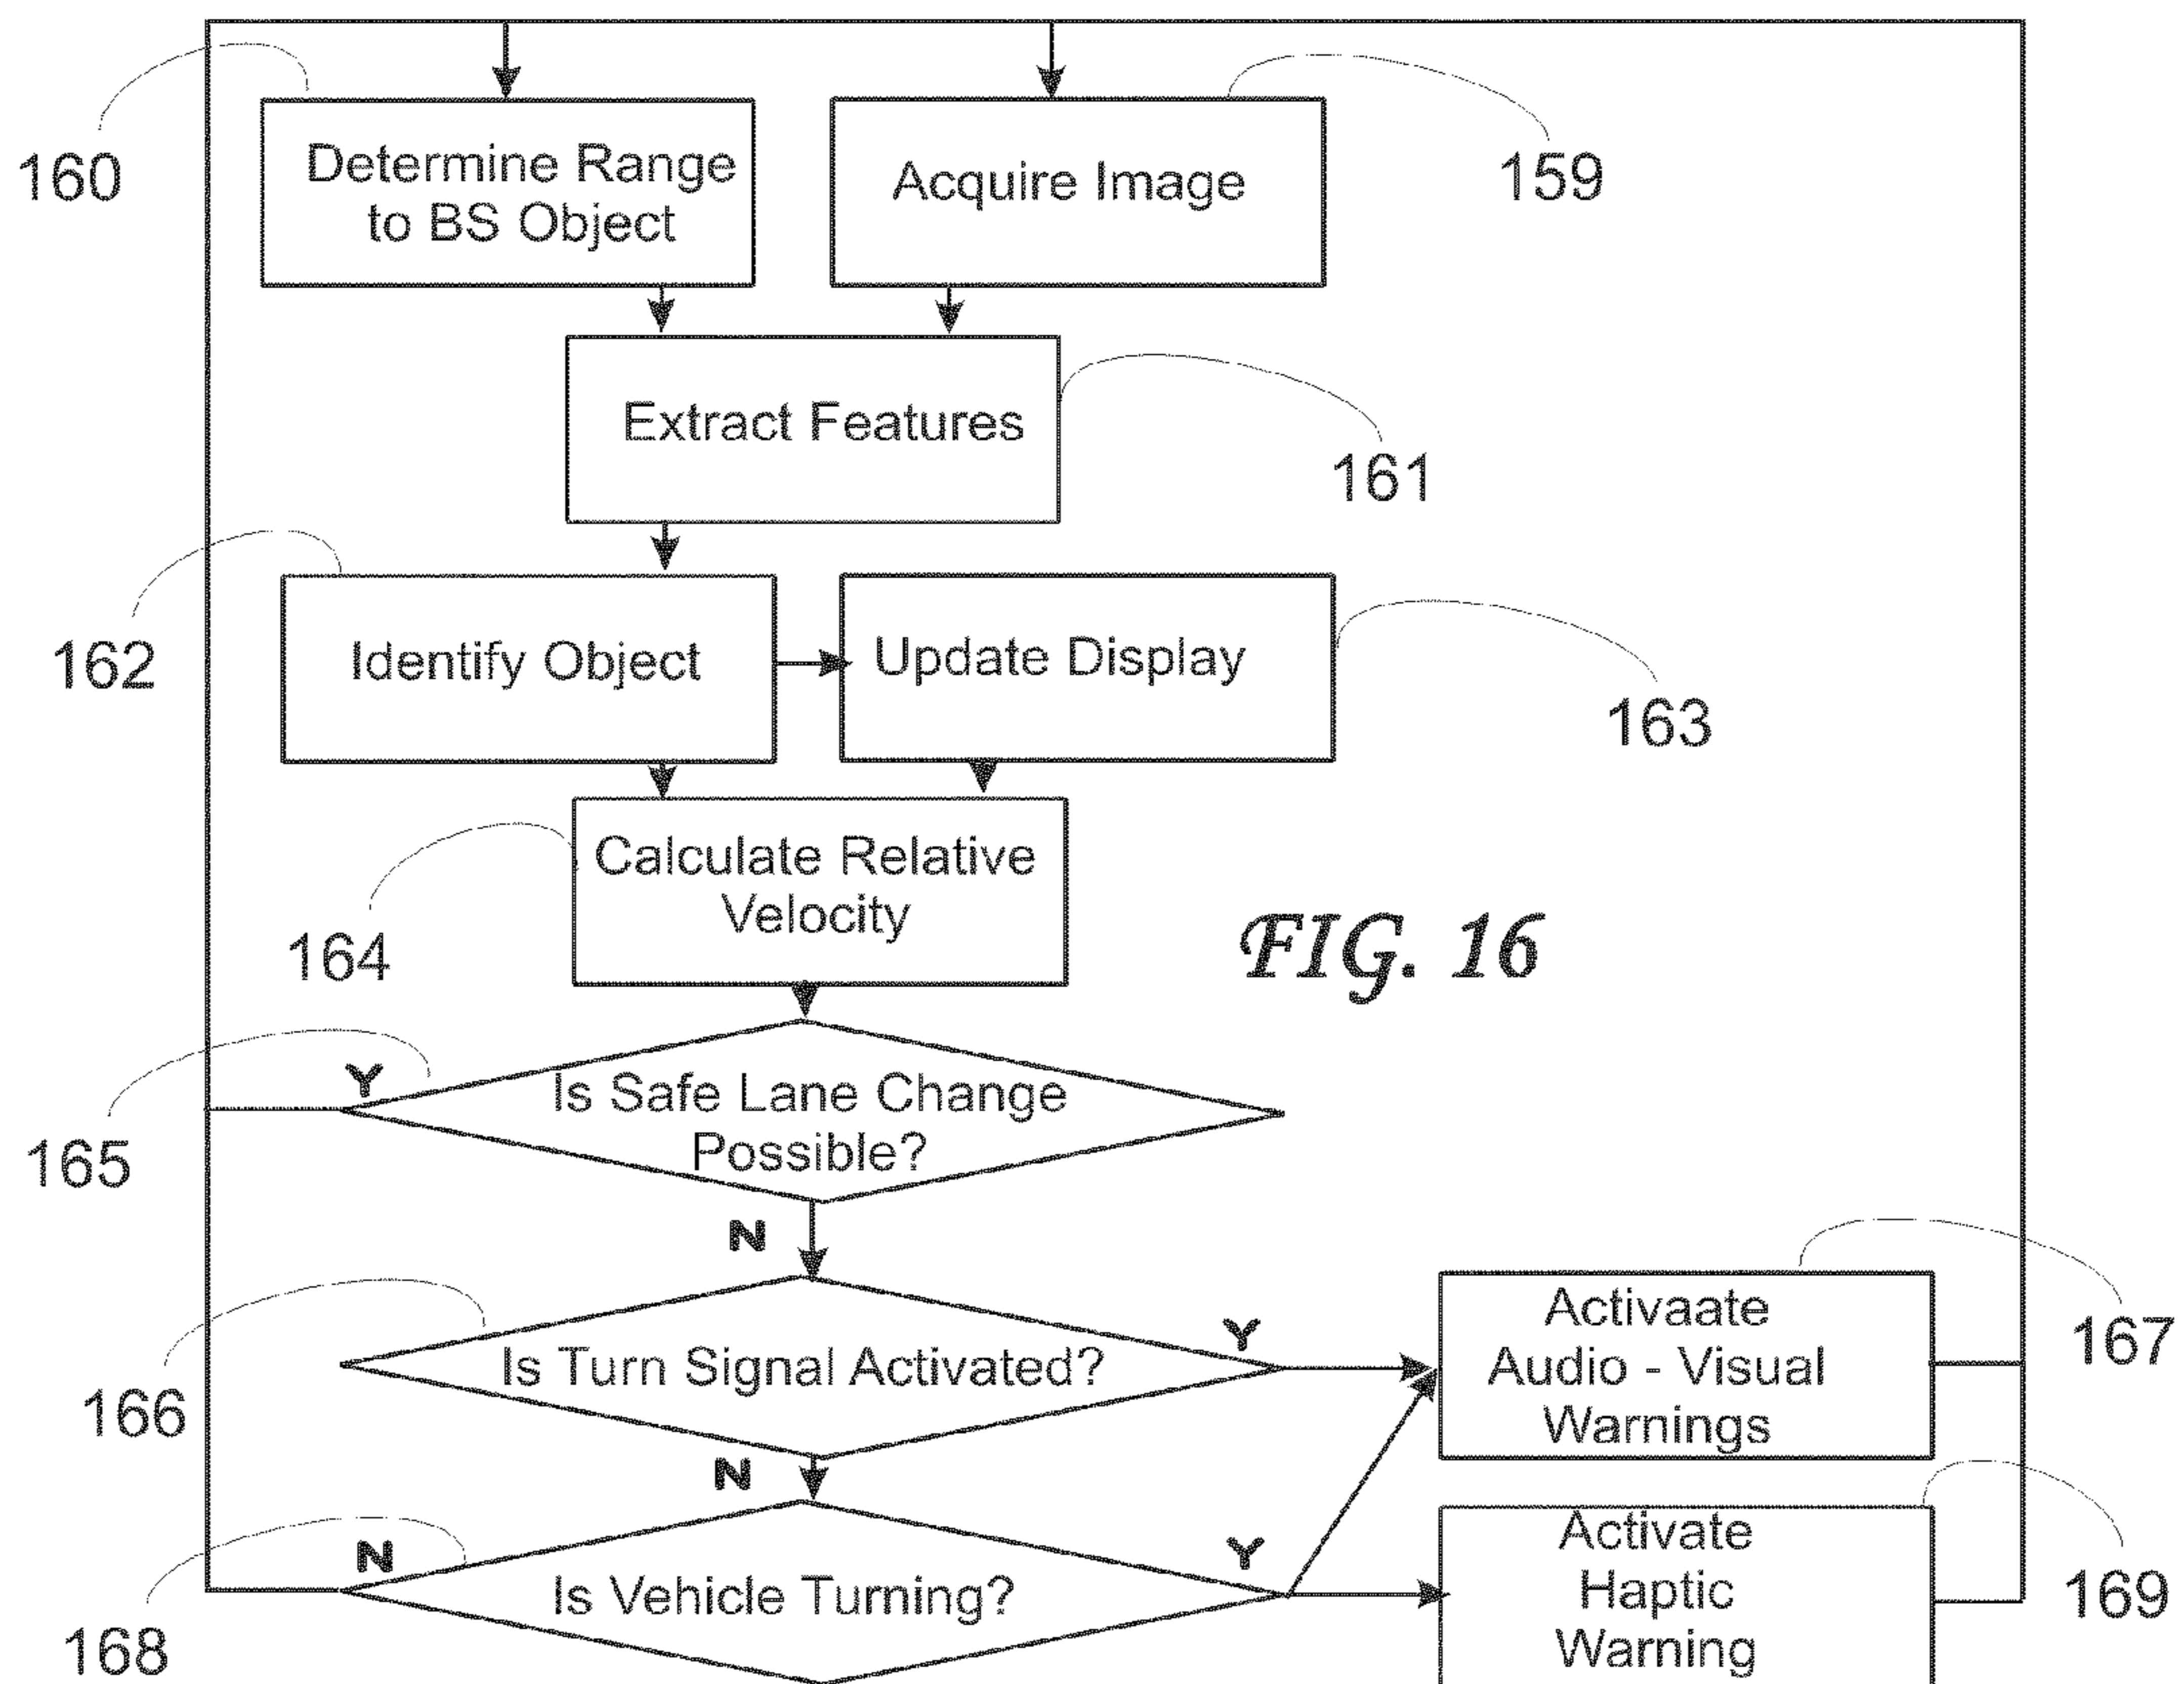 Determine Range
to BS Object
160
Acquire Image
159
Extract Features
161
Identify Object
162
Update Display
163
Calculate Relative
Velocity
164
FIG. 16
Y
Is Safe Lane Change
Possible?
165
N
Is Turn Signal Activated?
166
Y
Activaate
Audio - Visual
Warnings
167
N
N
Is Vehicle Turning?
168
Y
Activate
Haptic
Warning
169